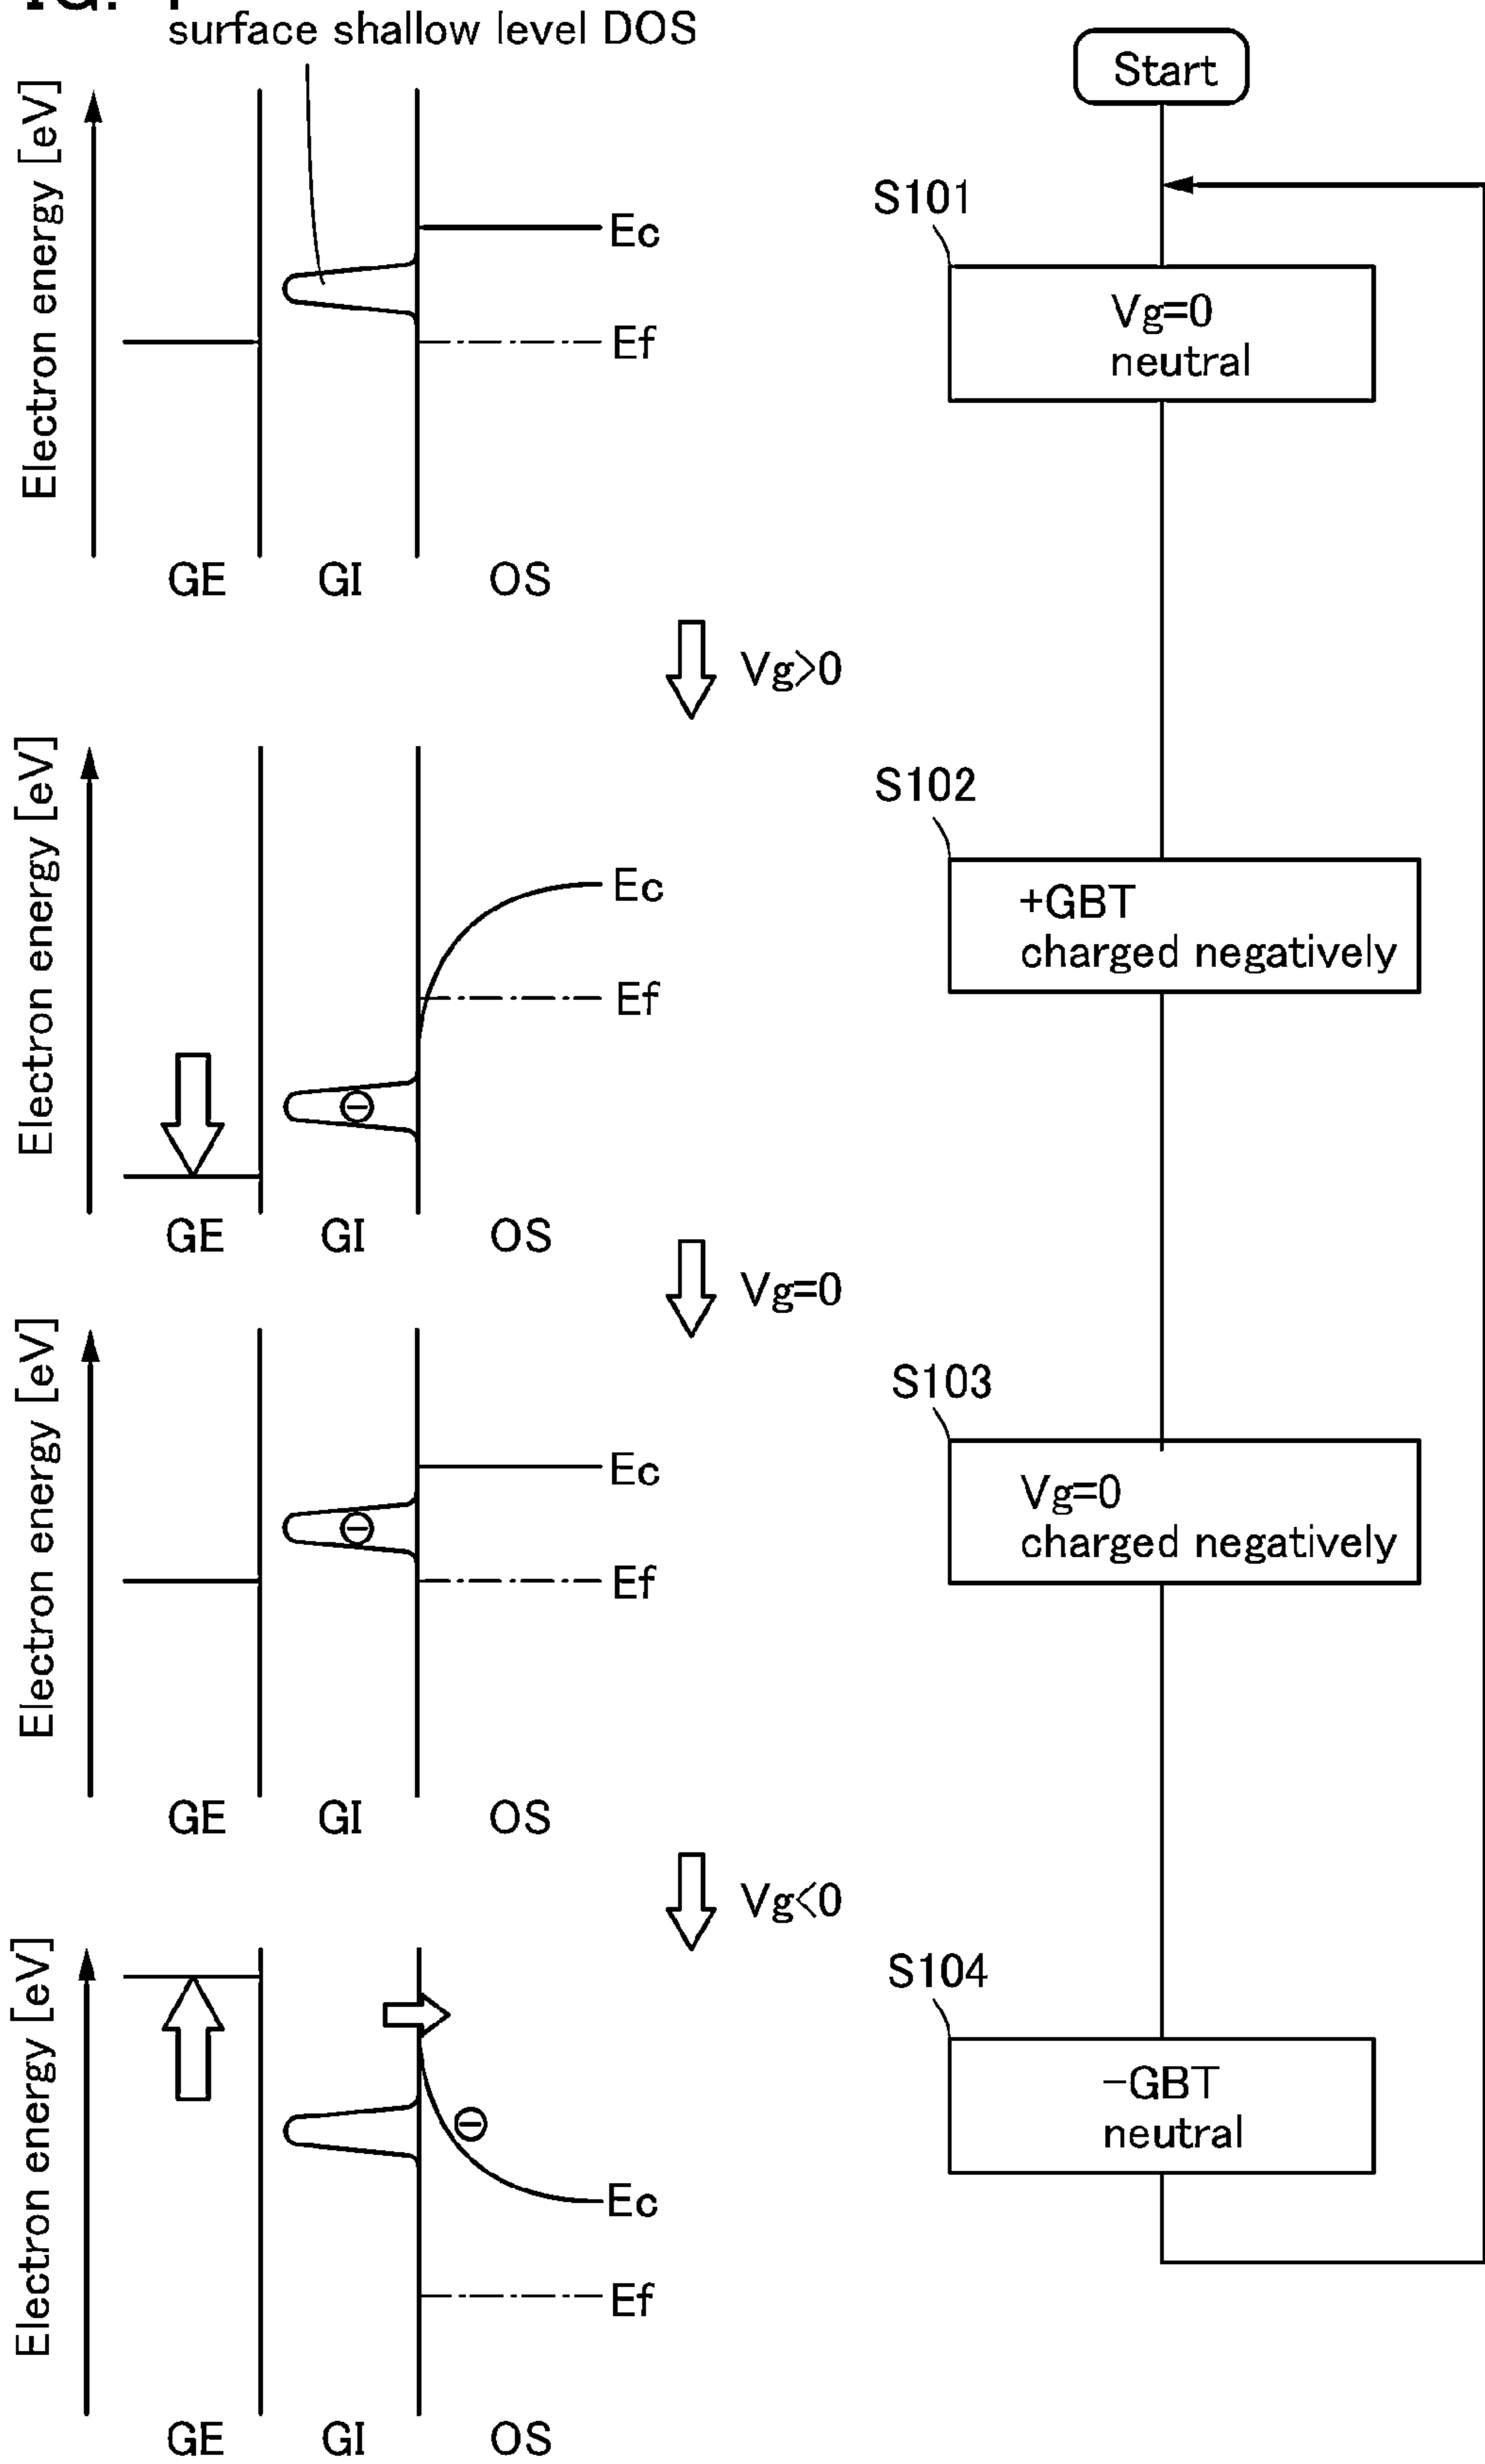 surface shallow level DOS
Electron energy [eV]
Ec
Ef
GE GI OS
Start
S101
Vg=0
neutral
Vg>0
Electron energy [eV]
Ec
Ef
GE GI OS
S102
+GBT
charged negatively
Vg=0
Electron energy [eV]
Ec
Ef
GE GI OS
S103
Vg=0
charged negatively
Vg<0
Electron energy [eV]
Ec
Ef
GE GI OS
S104
−GBT
neutral